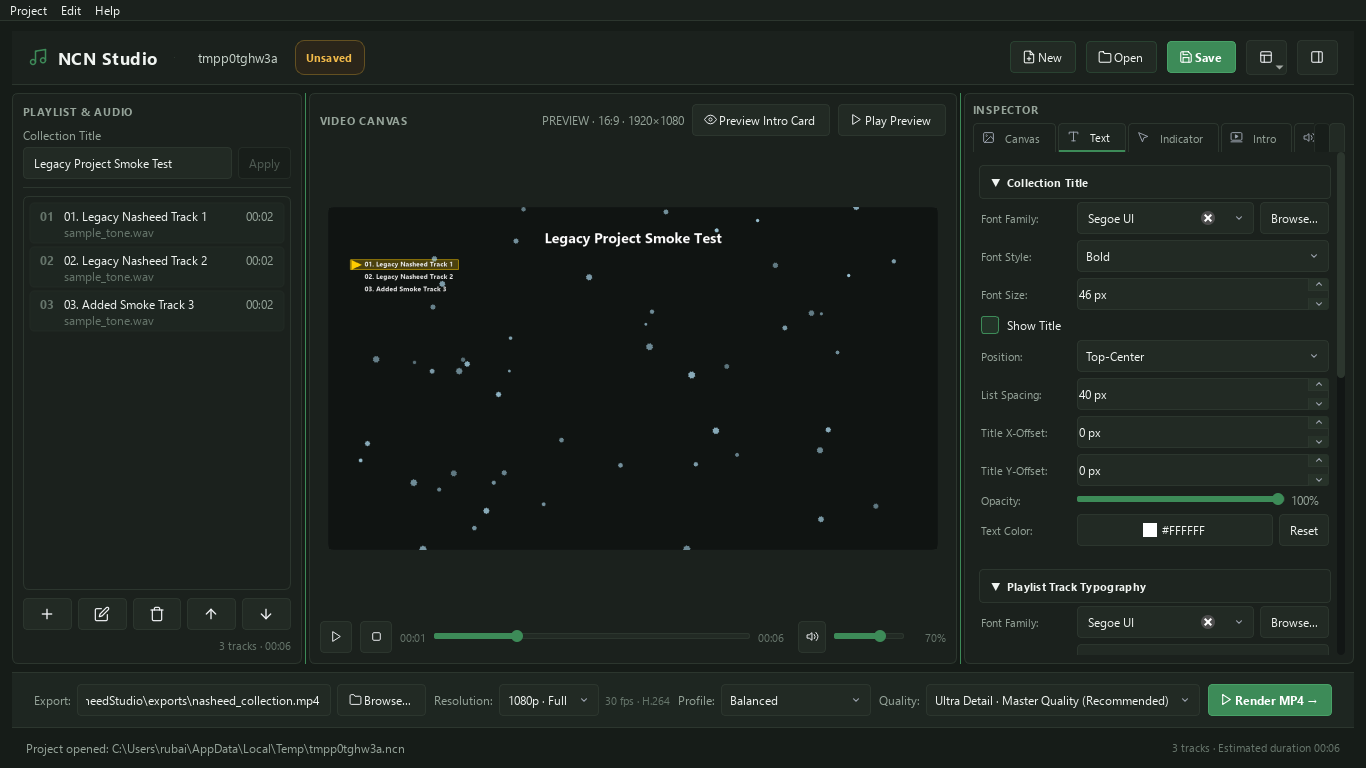 Project Edit Help
NCN Studio tmpp0tghw3a Unsaved New Open Save
PLAYLIST & AUDIO
Collection Title
Legacy Project Smoke Test Apply
01 01. Legacy Nasheed Track 1 00:02
sample_tone.wav
02 02. Legacy Nasheed Track 2 00:02
sample_tone.wav
03 03. Added Smoke Track 3 00:02
sample_tone.wav
3 tracks · 00:06
VIDEO CANVAS PREVIEW · 16:9 · 1920×1080 Preview Intro Card Play Preview
Legacy Project Smoke Test
01. Legacy Nasheed Track 1
02. Legacy Nasheed Track 2
03. Added Smoke Track 3
00:01 00:06 70%
INSPECTOR
Canvas Text Indicator Intro
▼ Collection Title
Font Family: Segoe UI Browse...
Font Style: Bold
Font Size: 46 px
Show Title
Position: Top-Center
List Spacing: 40 px
Title X-Offset: 0 px
Title Y-Offset: 0 px
Opacity: 100%
Text Color: #FFFFFF Reset
▼ Playlist Track Typography
Font Family: Segoe UI Browse...
Export: needStudio\exports\nasheed_collection.mp4 Browse... Resolution: 1080p · Full 30 fps · H.264 Profile: Balanced Quality: Ultra Detail · Master Quality (Recommended) Render MP4 →
Project opened: C:\Users\rubai\AppData\Local\Temp\tmpp0tghw3a.ncn 3 tracks · Estimated duration 00:06